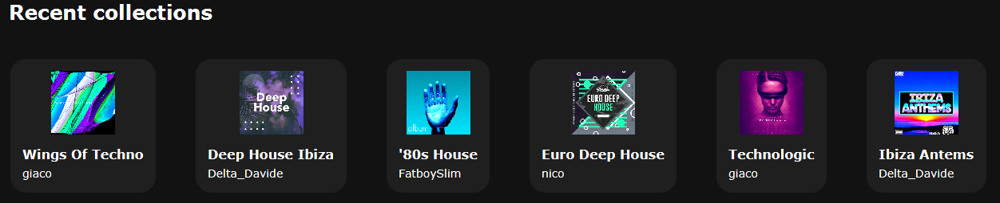 Recent collections
Deep
House
album
EURO DEEP
HOUSE
IBIZA
ANTHEMS
Wings Of Techno
giaco
Deep House Ibiza
Delta_Davide
'80s House
FatboySlim
Euro Deep House
nico
Technologic
giaco
Ibiza Antems
Delta_Davide